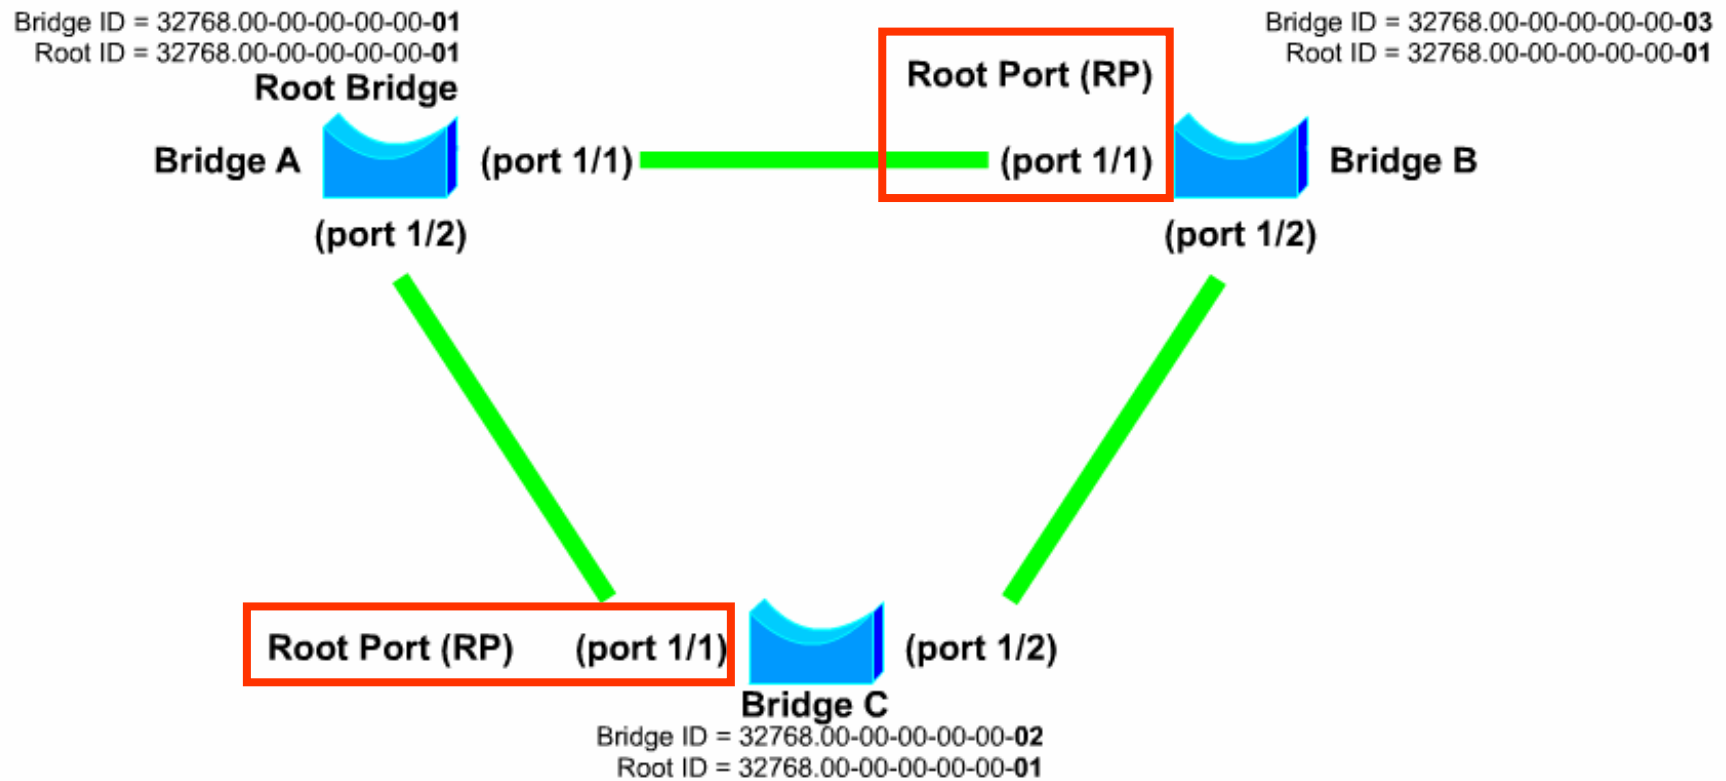 Bridge ID = 32768.00-00-00-00-00-01
Root ID = 32768.00-00-00-00-00-01
Root Bridge
Bridge A
(port 1/1)
(port 1/2)
Root Port (RP)
(port 1/1)
Bridge ID = 32768.00-00-00-00-00-03
Root ID = 32768.00-00-00-00-00-01
Bridge B
(port 1/2)
Root Port (RP) (port 1/1)
(port 1/2)
Bridge C
Bridge ID = 32768.00-00-00-00-00-02
Root ID = 32768.00-00-00-00-00-01